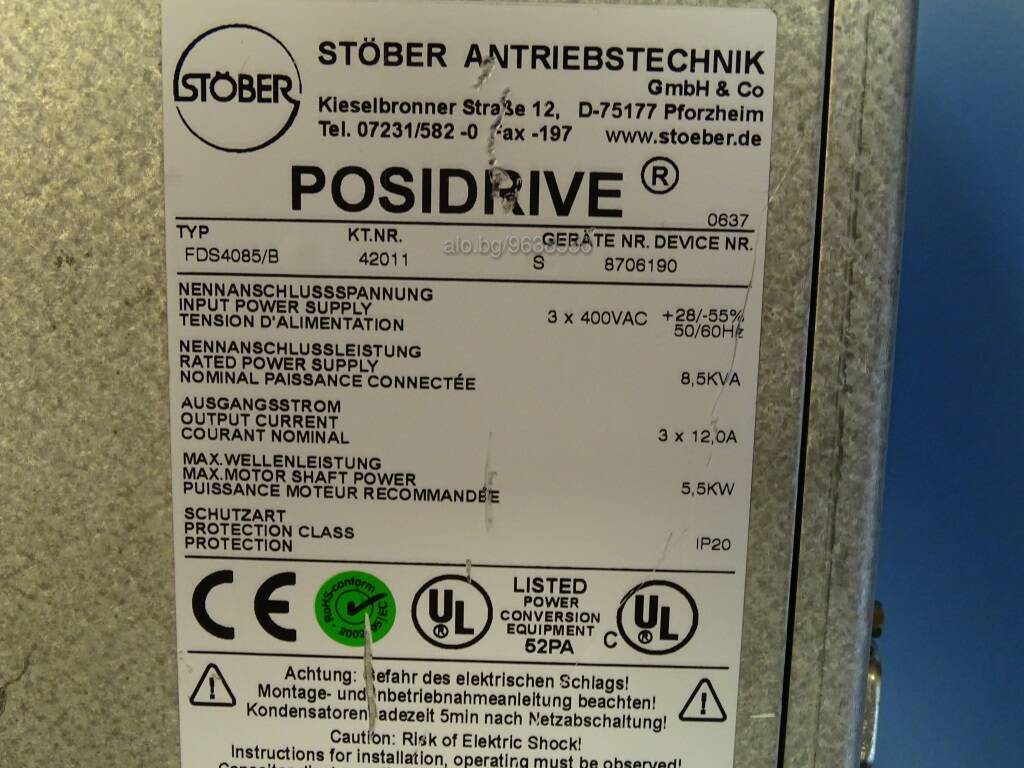 STÖBER
STÖBER ANTRIEBSTECHNIK
GmbH & Co
Kieselbronner Straße 12, D-75177 Pforzheim
Tel. 07231/582 -0 Fax -197 www.stoeber.de
POSIDRIVE ®
0637
TYP KT.NR. GERÄTE NR. DEVICE NR.
FDS4085/B 42011 S 8706190
NENNANSCHLUSSSPANNUNG
INPUT POWER SUPPLY 3 x 400VAC +28/-55%
TENSION D'ALIMENTATION 50/60Hz
NENNANSCHLUSSLEISTUNG
RATED POWER SUPPLY
NOMINAL PAISSANCE CONNECTÉE 8,5KVA
AUSGANGSSTROM
OUTPUT CURRENT
COURANT NOMINAL 3 x 12,0A
MAX.WELLENLEISTUNG
MAX.MOTOR SHAFT POWER
PUISSANCE MOTEUR RECOMMANDÉE 5,5KW
SCHUTZART
PROTECTION CLASS
PROTECTION IP20
CE
RoHS-conform
UL ®
LISTED
POWER
CONVERSION
EQUIPMENT
52PA
C UL ®
Achtung: Gefahr des elektrischen Schlags!
Montage- und Inbetriebnahmeanleitung beachten!
Kondensatoren ladezeit 5min nach Netzabschaltung!
Caution: Risk of Electric Shock!
Instructions for installation, operating must be observed!